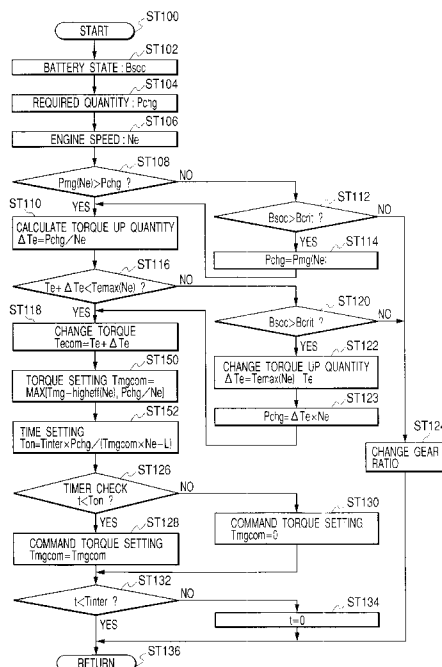 ST100
START
ST102
BATTERY STATE : Bsoc
ST104
REQUIRED QUANTITY : Pchg
ST106
ENGINE SPEED: Ne
ST108
Pmg(Ne)>Pchg ?
NO
YES
ST112
Bsoc>Bcrit ?
NO
YES
ST110
CALCULATE TORQUE UP QUANTITY
ΔTe=Pchg/Ne
ST114
Pchg=Pmg(Ne)
ST116
Te+ΔTe<Temax(Ne) ?
NO
YES
ST120
Bsoc>Bcrit ?
NO
YES
ST118
CHANGE TORQUE
Tecom=Te+ΔTe
ST122
CHANGE TORQUE UP QUANTITY
ΔTe=Temax(Ne) Te
ST150
TORQUE SETTING Tmgcom=
MAX(Tmg-higheff(Ne), Pchg/Ne)
ST123
Pchg=ΔTe×Ne
ST152
TIME SETTING
Ton=Tinter×Pchg/(Tmgcom×Ne-L)
ST124
CHANGE GEAR
RATIO
ST126
TIMER CHECK
t<Ton ?
NO
YES
ST130
COMMAND TORQUE SETTING
Tmgcom=0
ST128
COMMAND TORQUE SETTING
Tmgcom=Tmgcom
ST132
t<Tinter ?
NO
YES
ST134
t=0
ST136
RETURN